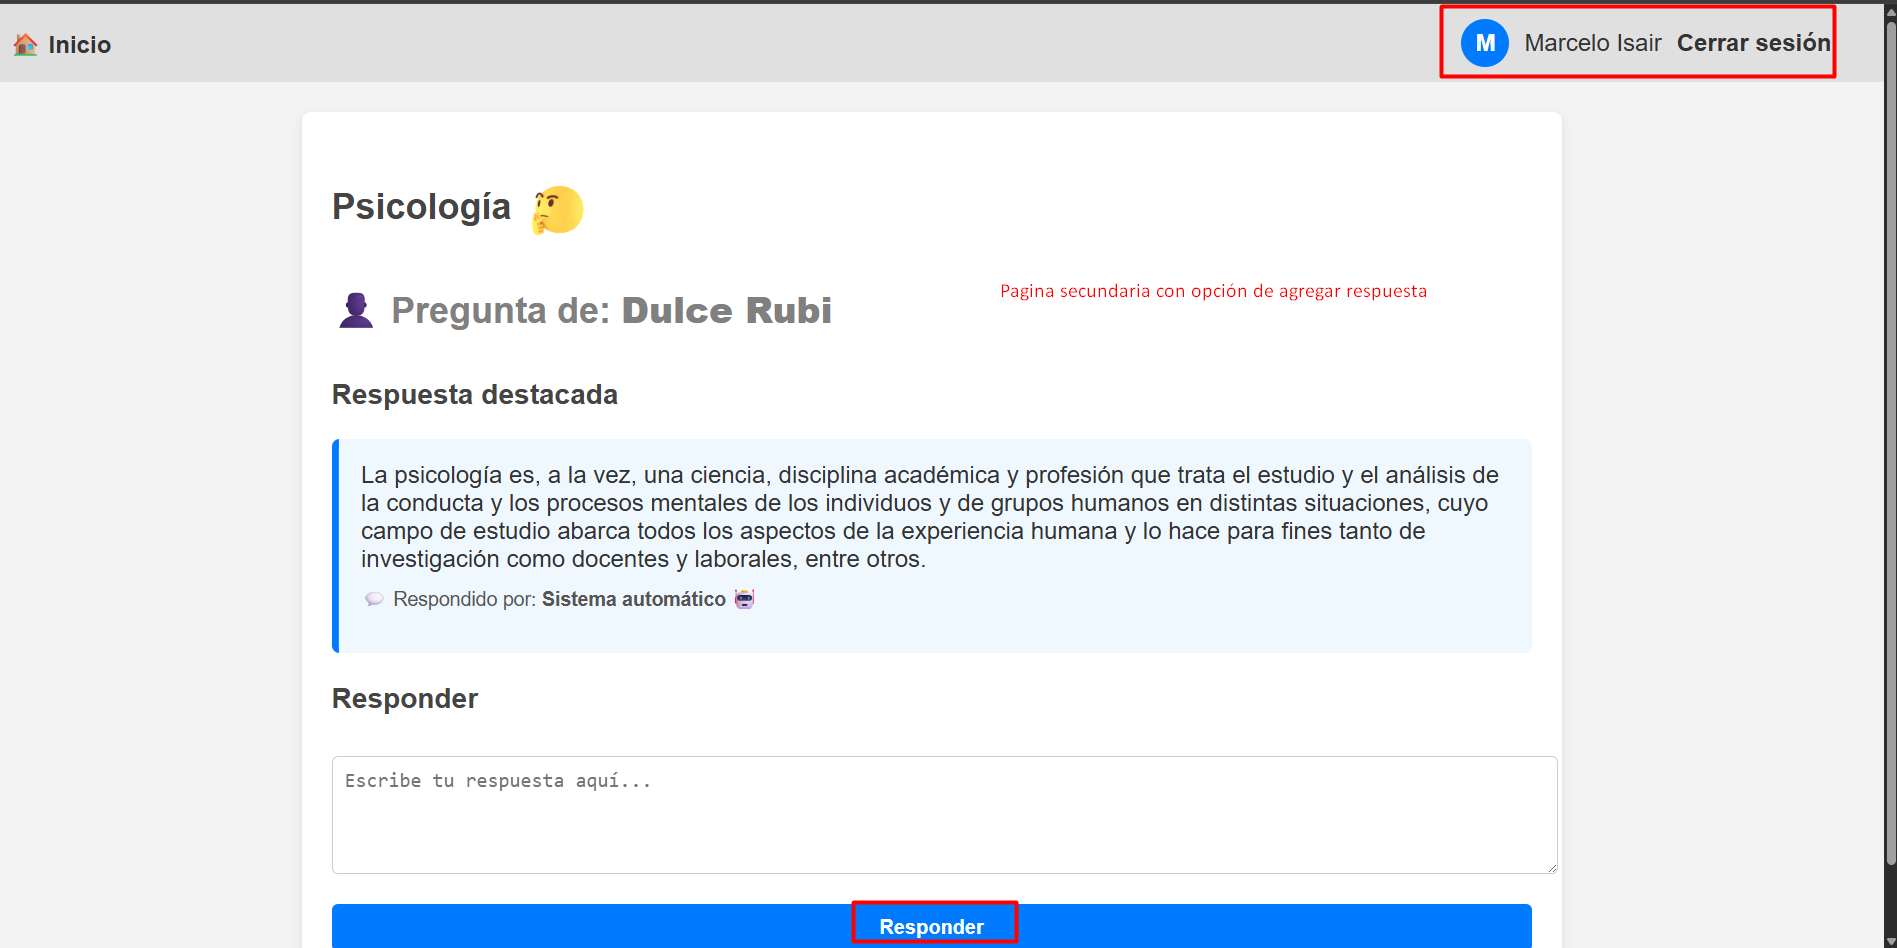 Inicio
M Marcelo Isair Cerrar sesión
Psicología
Pregunta de: Dulce Rubi
Pagina secundaria con opción de agregar respuesta
Respuesta destacada
La psicología es, a la vez, una ciencia, disciplina académica y profesión que trata el estudio y el análisis de
la conducta y los procesos mentales de los individuos y de grupos humanos en distintas situaciones, cuyo
campo de estudio abarca todos los aspectos de la experiencia humana y lo hace para fines tanto de
investigación como docentes y laborales, entre otros.
Respondido por: Sistema automático
Responder
Escribe tu respuesta aquí...
Responder